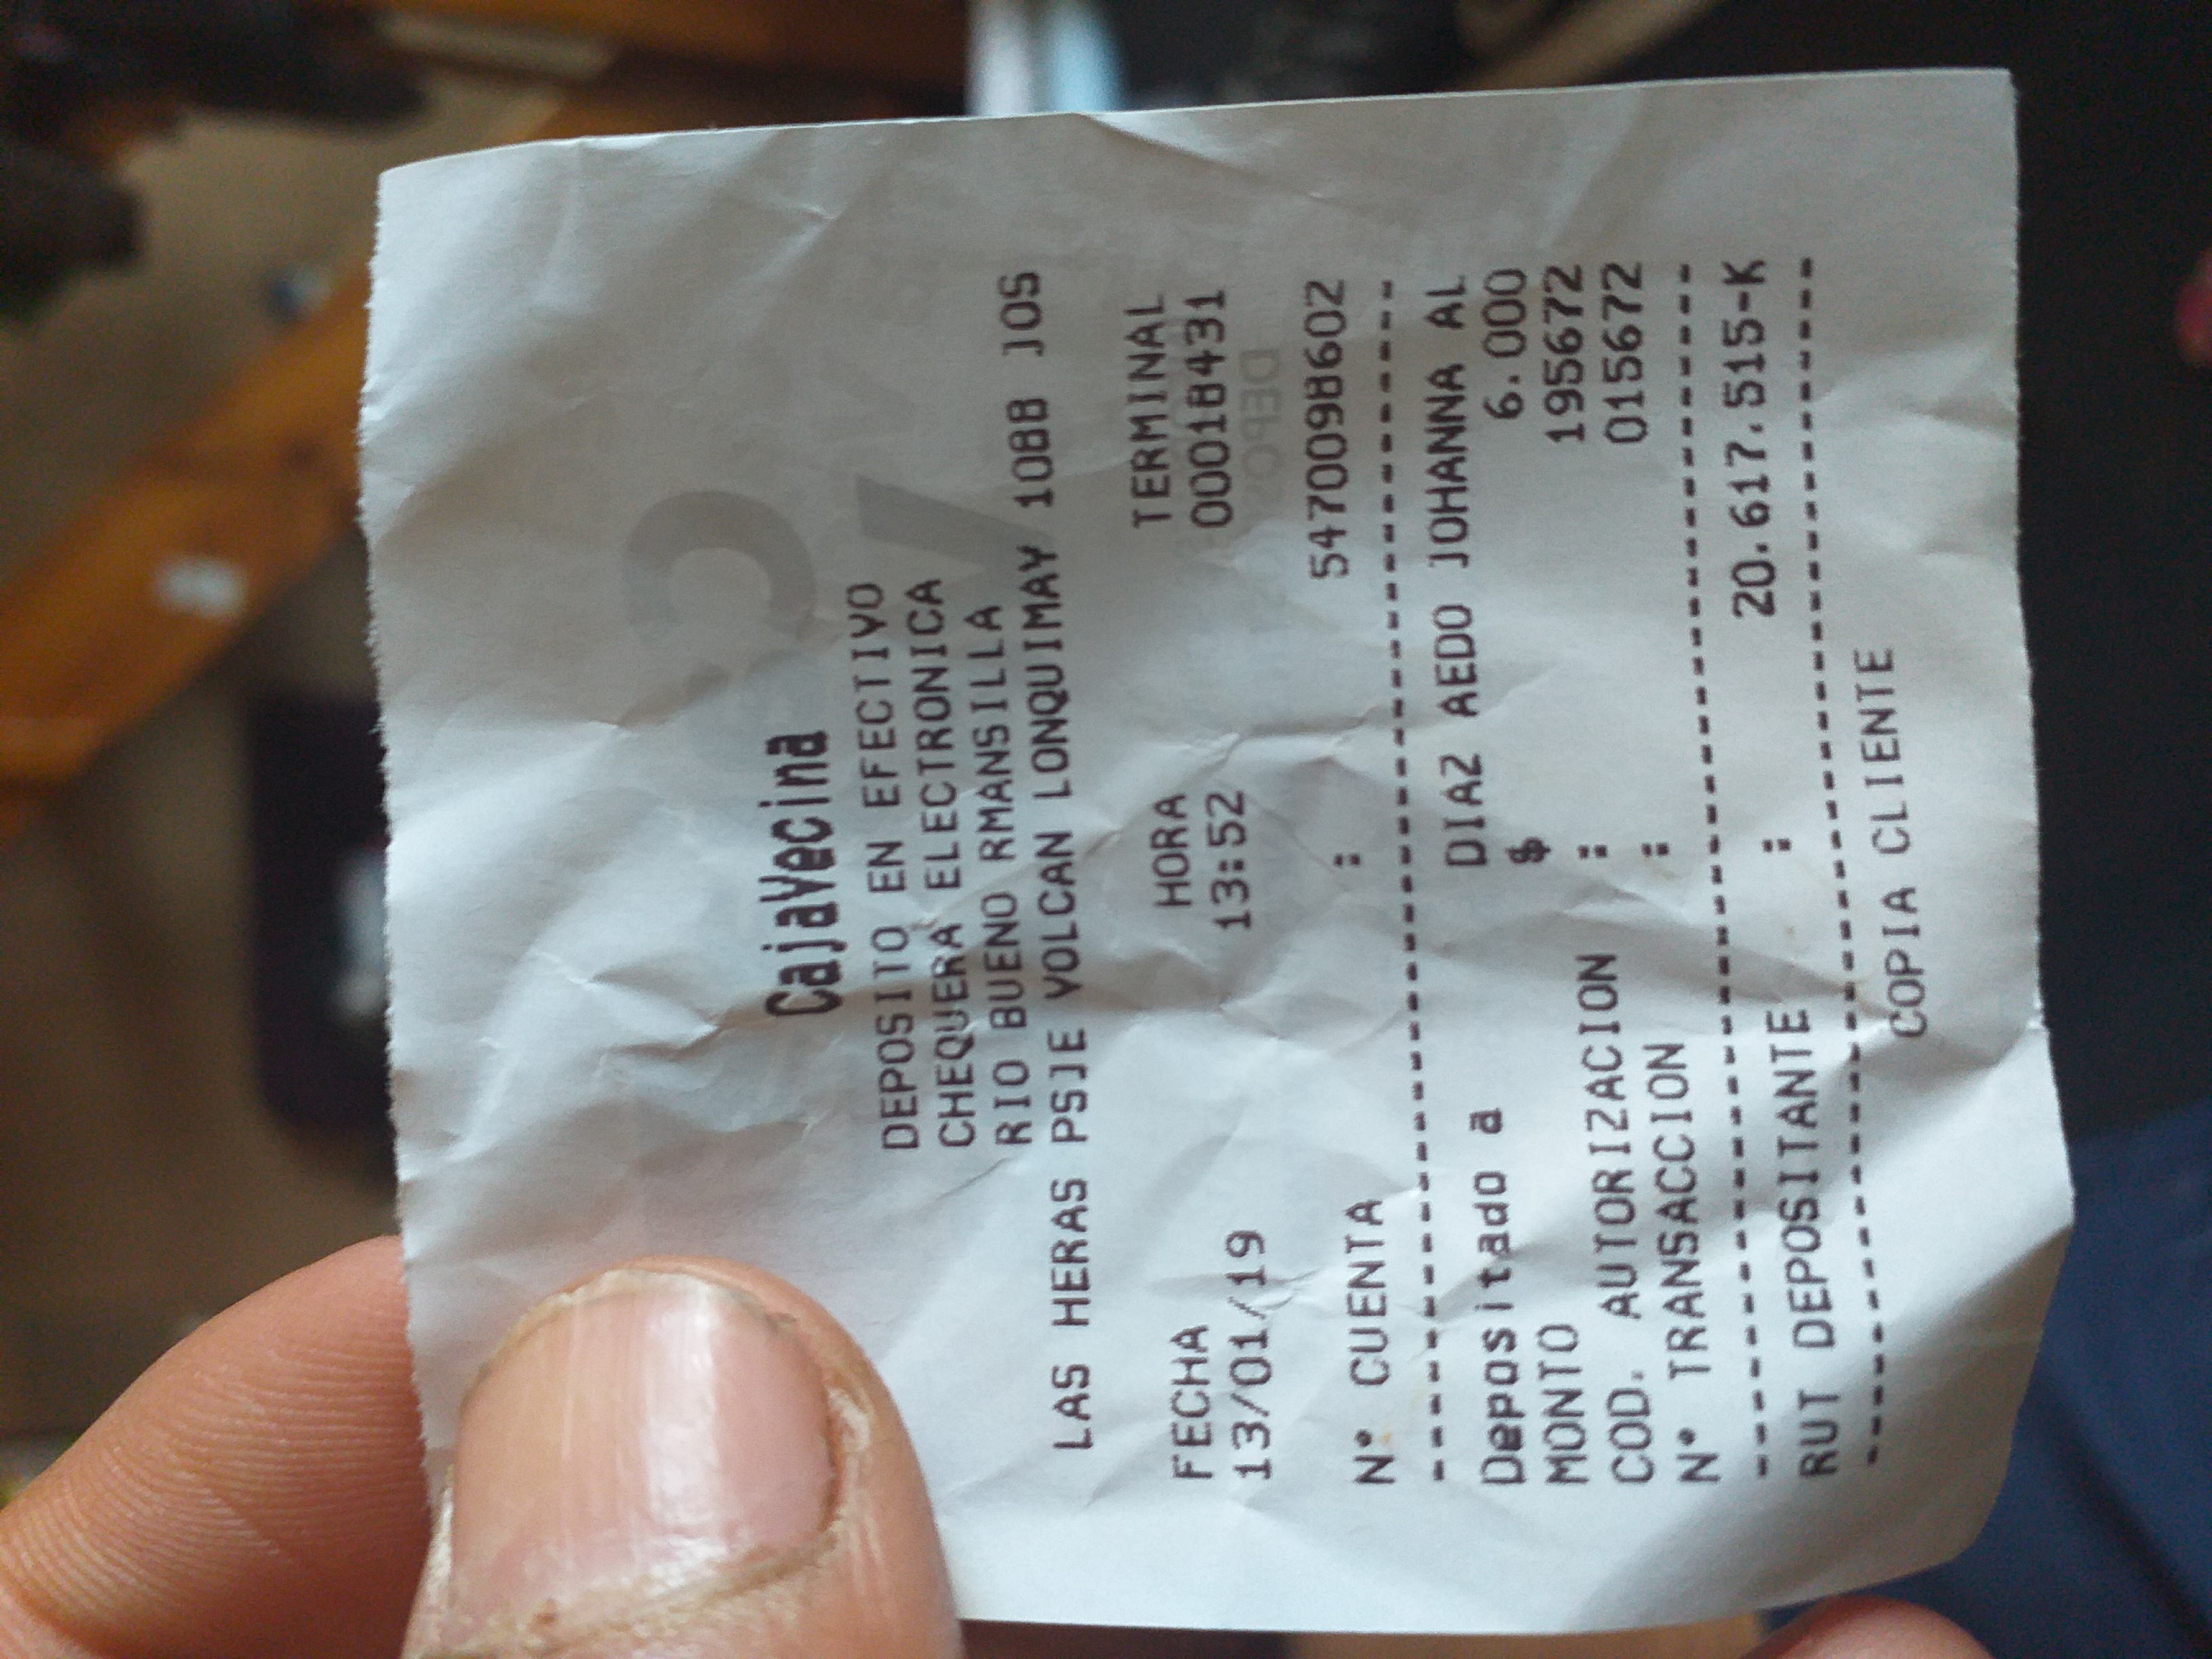 CajaVecina
DEPOSITO EN EFECTIVO
CHEQUERA ELECTRONICA
RIO BUENO RMANSILLA
LAS HERAS PSJE VOLCAN LONQUIMAY 1088 JOS
FECHA HORA TERMINAL
13/01/19 13:52 00018431
N° CUENTA : 5470098602
--------------------------------
Depositado a DIAZ AEDO JOHANNA AL
MONTO $ 6.000
COD. AUTORIZACION : 195672
N° TRANSACCION : 015672
--------------------------------
RUT DEPOSITANTE : 20.617.515-K
--------------------------------
COPIA CLIENTE